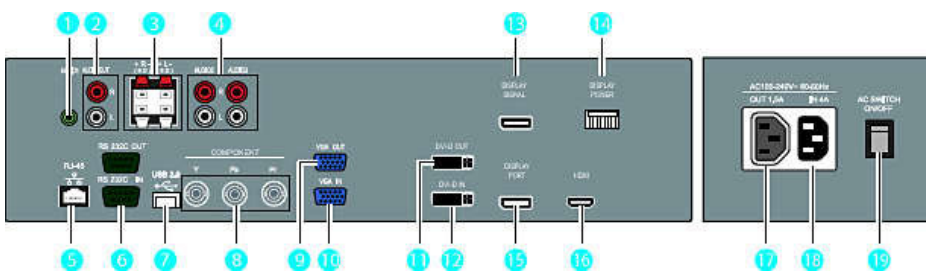 1 2 3 4 13 14
AUDIO OUT
+ R - + L -
AUDIO2 AUDIO1
R R
L L
DISPLAY SIGNAL
DISPLAY POWER
AC100-240V~ 50-60Hz
OUT 1,5A IN 4A
AC SWITCH ON/OFF
RS 232C OUT
RJ-45
RS 232C IN
USB 2.0
COMPONENT
Y Pb Pr
VGA OUT
VGA IN
DVI-D OUT
DVI-D IN
DISPLAY PORT
HDMI
5 6 7 8 9 10 11 12 15 16 17 18 19